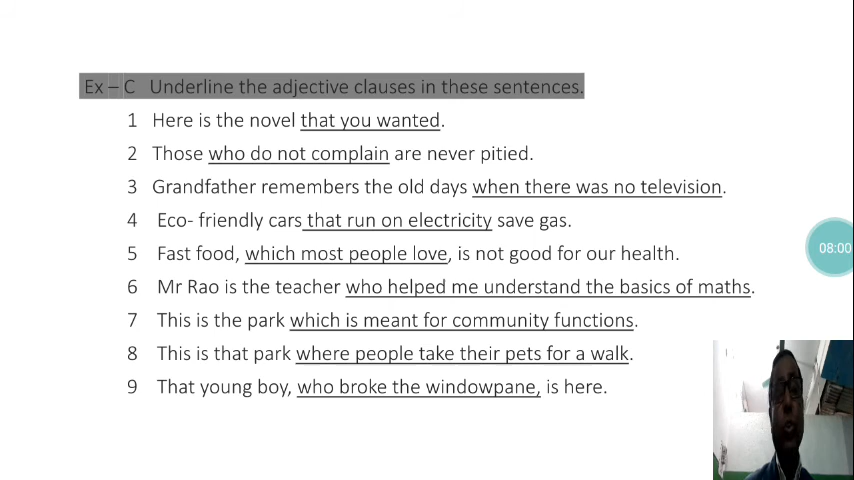 Ex – C Underline the adjective clauses in these sentences.
1 Here is the novel that you wanted.
2 Those who do not complain are never pitied.
3 Grandfather remembers the old days when there was no television.
4 Eco- friendly cars that run on electricity save gas.
5 Fast food, which most people love, is not good for our health.
6 Mr Rao is the teacher who helped me understand the basics of maths.
7 This is the park which is meant for community functions.
8 This is that park where people take their pets for a walk.
9 That young boy, who broke the windowpane, is here.
08:00